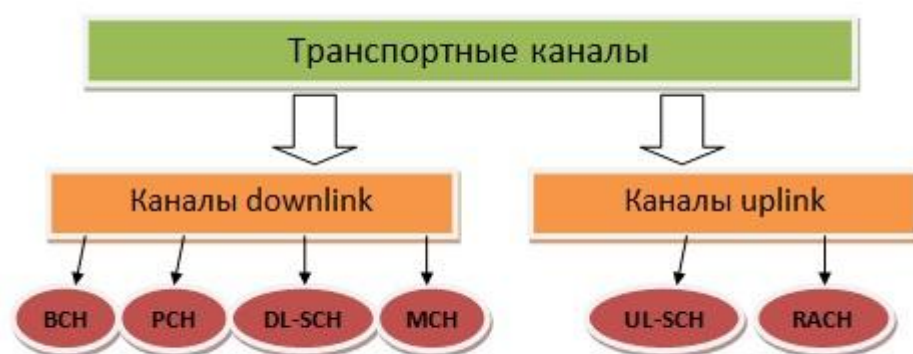 Транспортные каналы
Каналы downlink
Каналы uplink
BCH
PCH
DL-SCH
MCH
UL-SCH
RACH